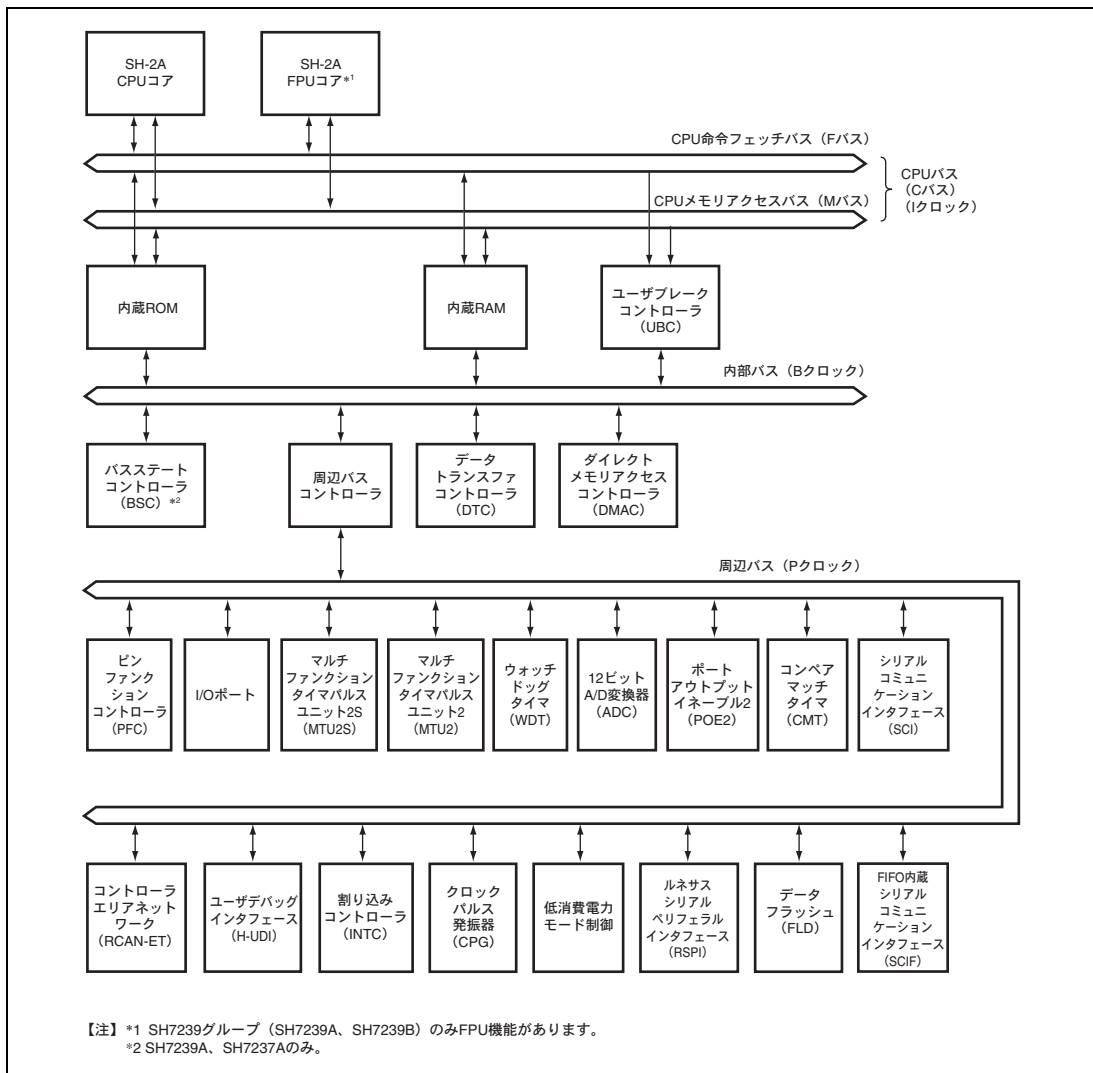 SH-2A
CPUコア
SH-2A
FPUコア*1
CPU命令フェッチバス（Fバス）
CPUメモリアクセスバス（Mバス）
CPUバス
（Cバス）
（Iクロック）
内蔵ROM
内蔵RAM
ユーザブレーク
コントローラ
（UBC）
内部バス（Bクロック）
バスステート
コントローラ
（BSC）*2
周辺バス
コントローラ
データ
トランスファ
コントローラ
（DTC）
ダイレクト
メモリアクセス
コントローラ
（DMAC）
周辺バス（Pクロック）
ピン
ファンク
ション
コントローラ
（PFC）
I/Oポート
マルチ
ファンクション
タイマパルス
ユニット2S
（MTU2S）
マルチ
ファンクション
タイマパルス
ユニット2
（MTU2）
ウォッチ
ドッグ
タイマ
（WDT）
12ビット
A/D変換器
（ADC）
ポート
アウトプット
イネーブル2
（POE2）
コンペア
マッチ
タイマ
（CMT）
シリアル
コミュニ
ケーション
インタフェース
（SCI）
コントローラ
エリアネット
ワーク
（RCAN-ET）
ユーザデバッグ
インタフェース
（H-UDI）
割り込み
コントローラ
（INTC）
クロック
パルス
発振器
（CPG）
低消費電力
モード制御
ルネサス
シリアル
ペリフェラル
インタフェース
（RSPI）
データ
フラッシュ
（FLD）
FIFO内蔵
シリアル
コミュニ
ケーション
インタフェース
（SCIF）
【注】 *1 SH7239グループ（SH7239A、SH7239B）のみFPU機能があります。
*2 SH7239A、SH7237Aのみ。